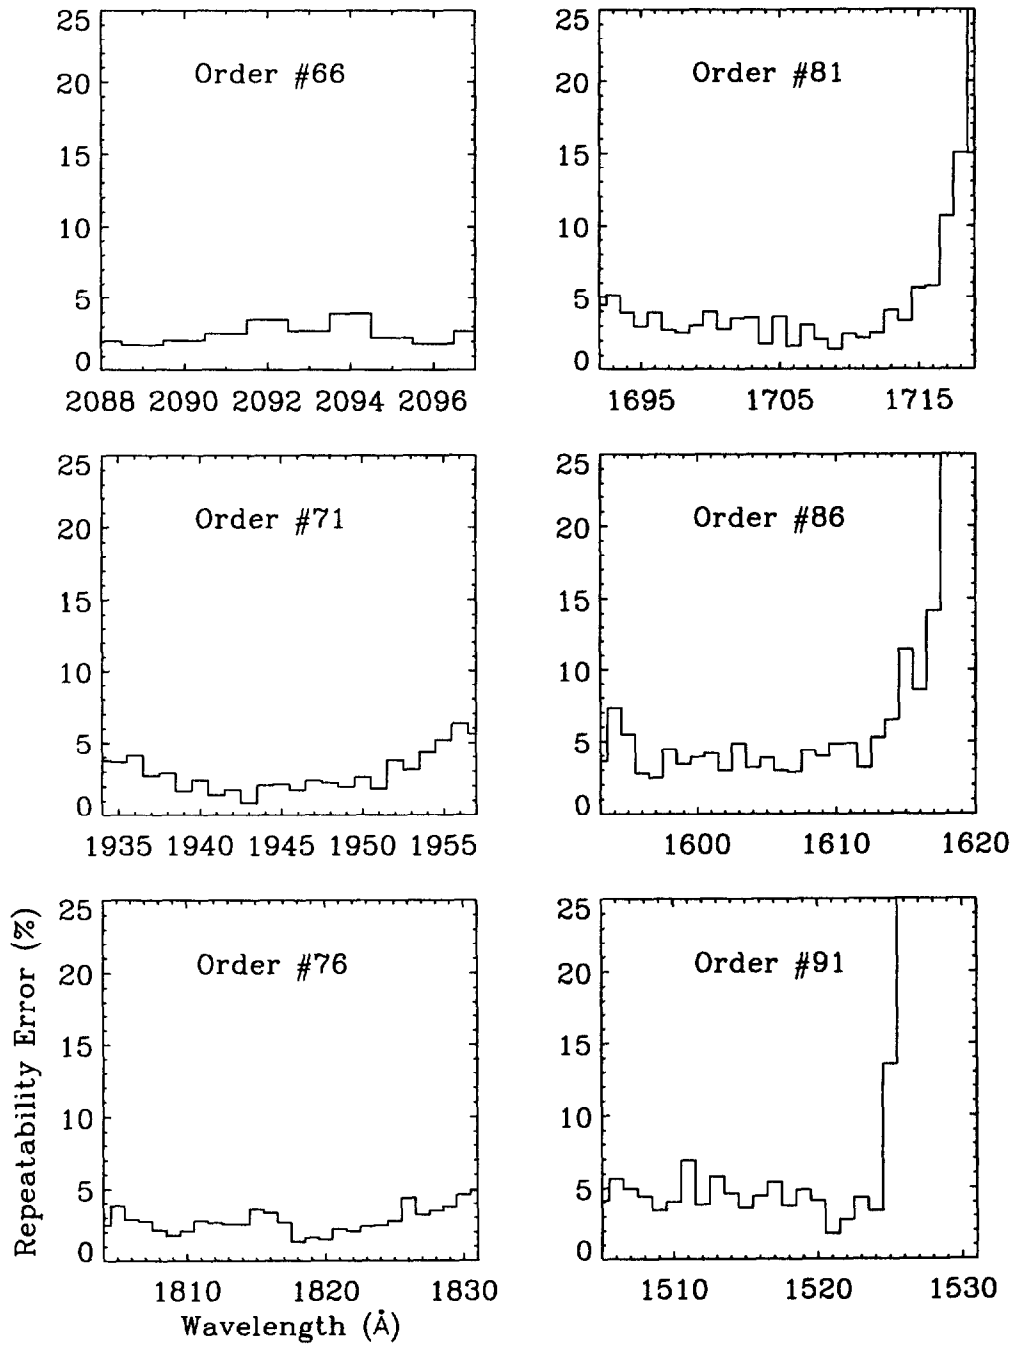 25
20
15
10
5
0
Order #66
2088 2090 2092 2094 2096
25
20
15
10
5
0
Order #81
1695 1705 1715
25
20
15
10
5
0
Order #71
1935 1940 1945 1950 1955
25
20
15
10
5
0
Order #86
1600 1610 1620
Repeatability Error (%)
25
20
15
10
5
0
Order #76
1810 1820 1830
Wavelength (Å)
25
20
15
10
5
0
Order #91
1510 1520 1530